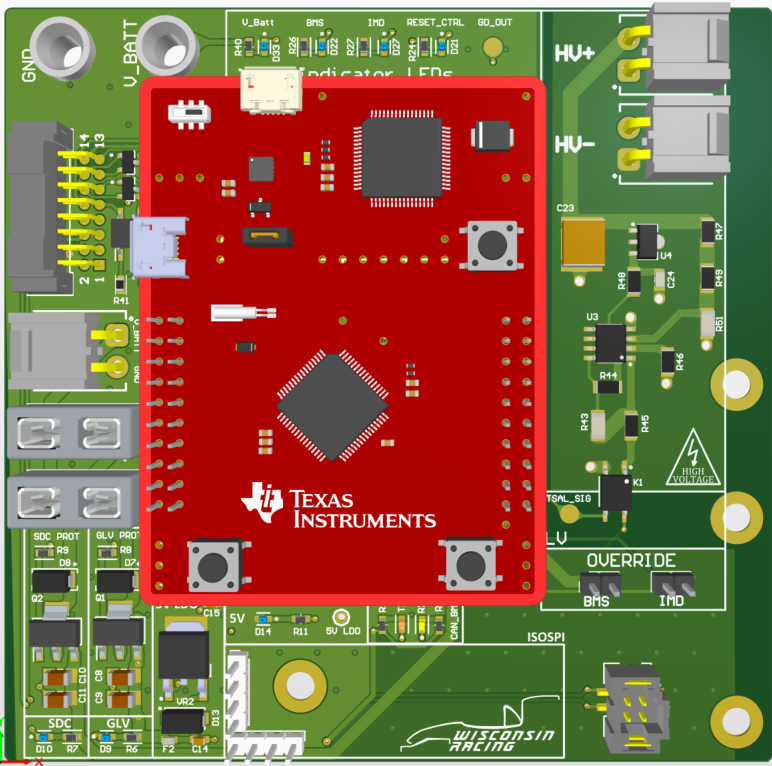 V_Batt BMS IMD RESET_CTRL GD_OUT
R40 D33 R26 D22 R27 D27 R24 D21
Indicator LEDs
GND
V_BATT
HV+
HV-
14 13
2 1
R41
C23
U4
R47
R48
C24
R49
U3
R51
R46
R44
R43
R45
K1
HIGH
VOLTAGE
TSAL_SIG
LV
TEXAS
INSTRUMENTS
OVERRIDE
BMS IMD
SDC PROT
R9
D8
Q2
C10
C11
GLV PROT
R8
D7
Q1
C8
C9
C15
VR2
D13
F2 C14
5V
D14 R11 5V LDO
CAN_BM
ISOSPI
SDC
D10 R7
GLV
D9 R6
WISCONSIN
RACING
X